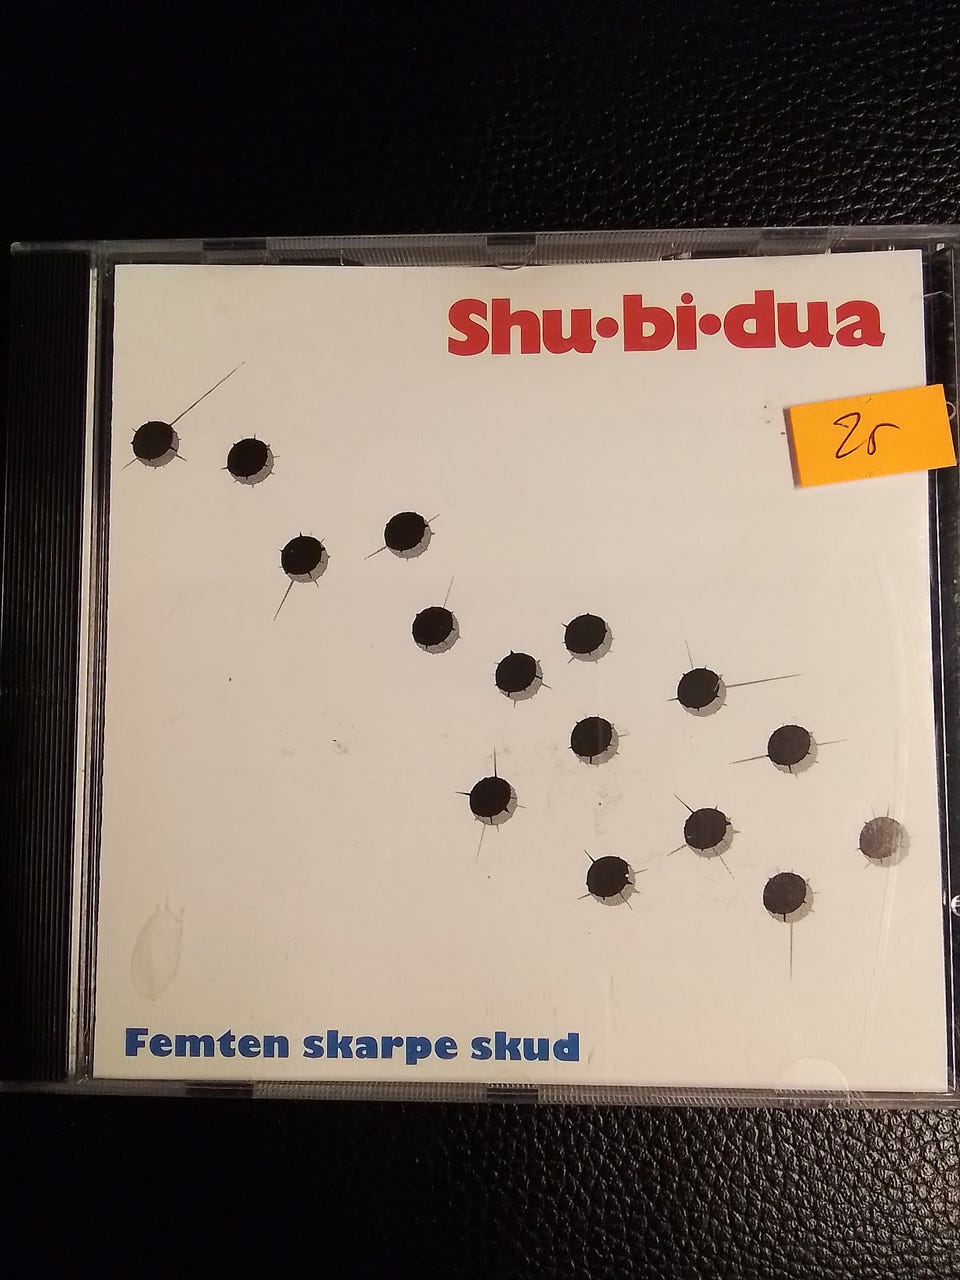 Shu•bi•dua
25
Femten skarpe skud